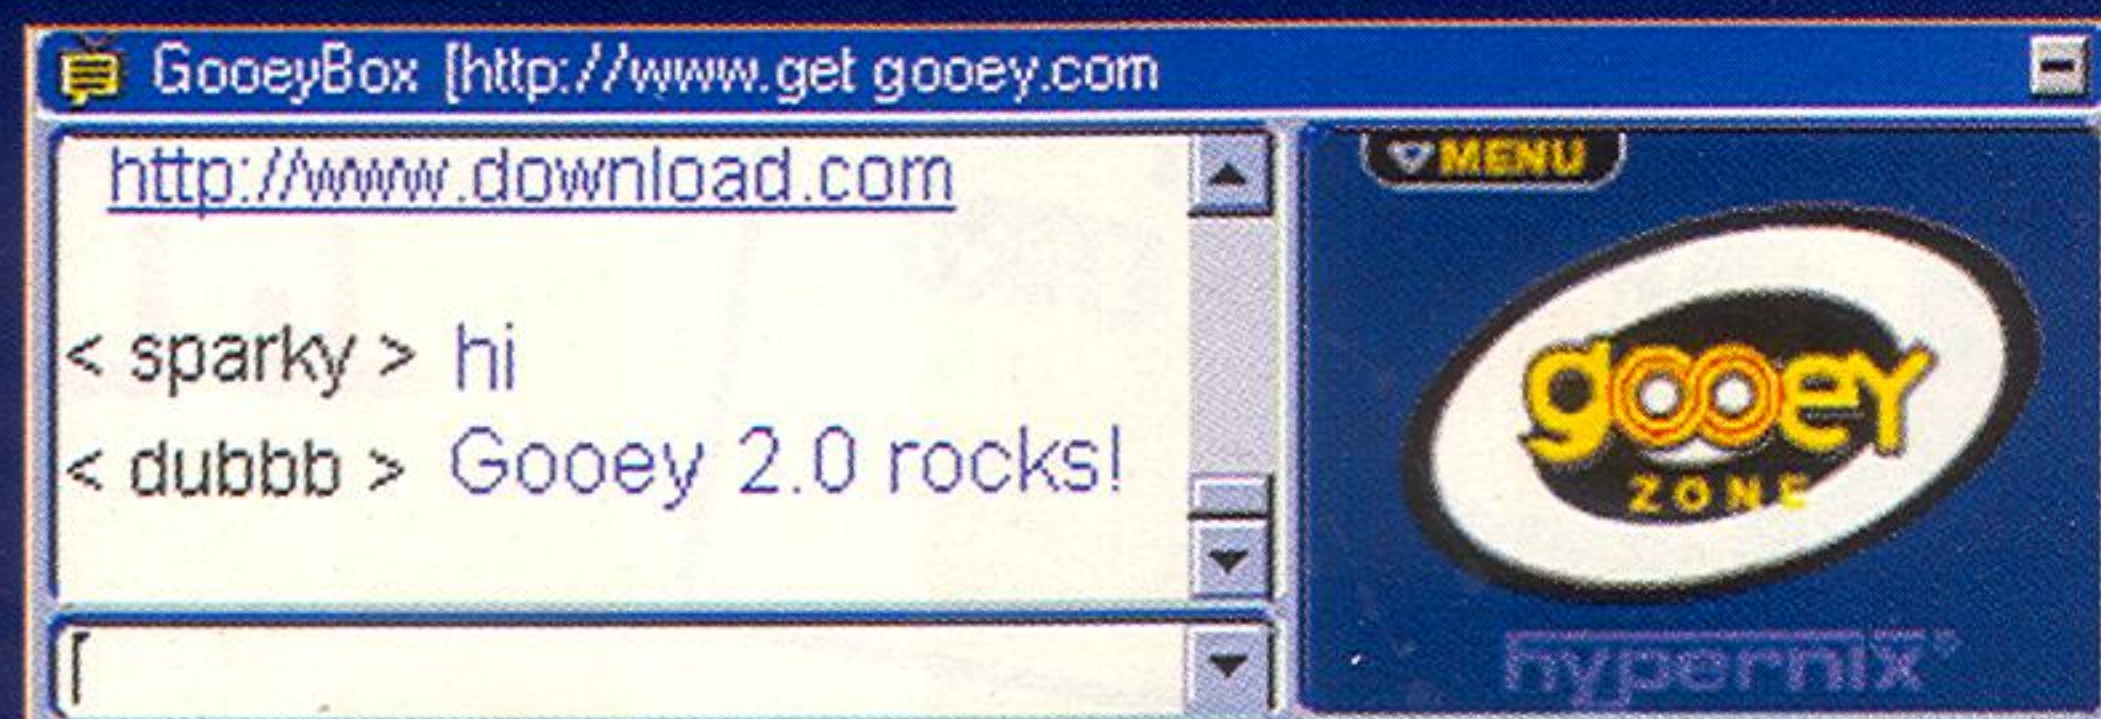 GooeyBox [http://www.get gooey.com
http://www.download.com
< sparky > hi
< dubbb > Gooey 2.0 rocks!
MENU
gooey
ZONE
hypernix